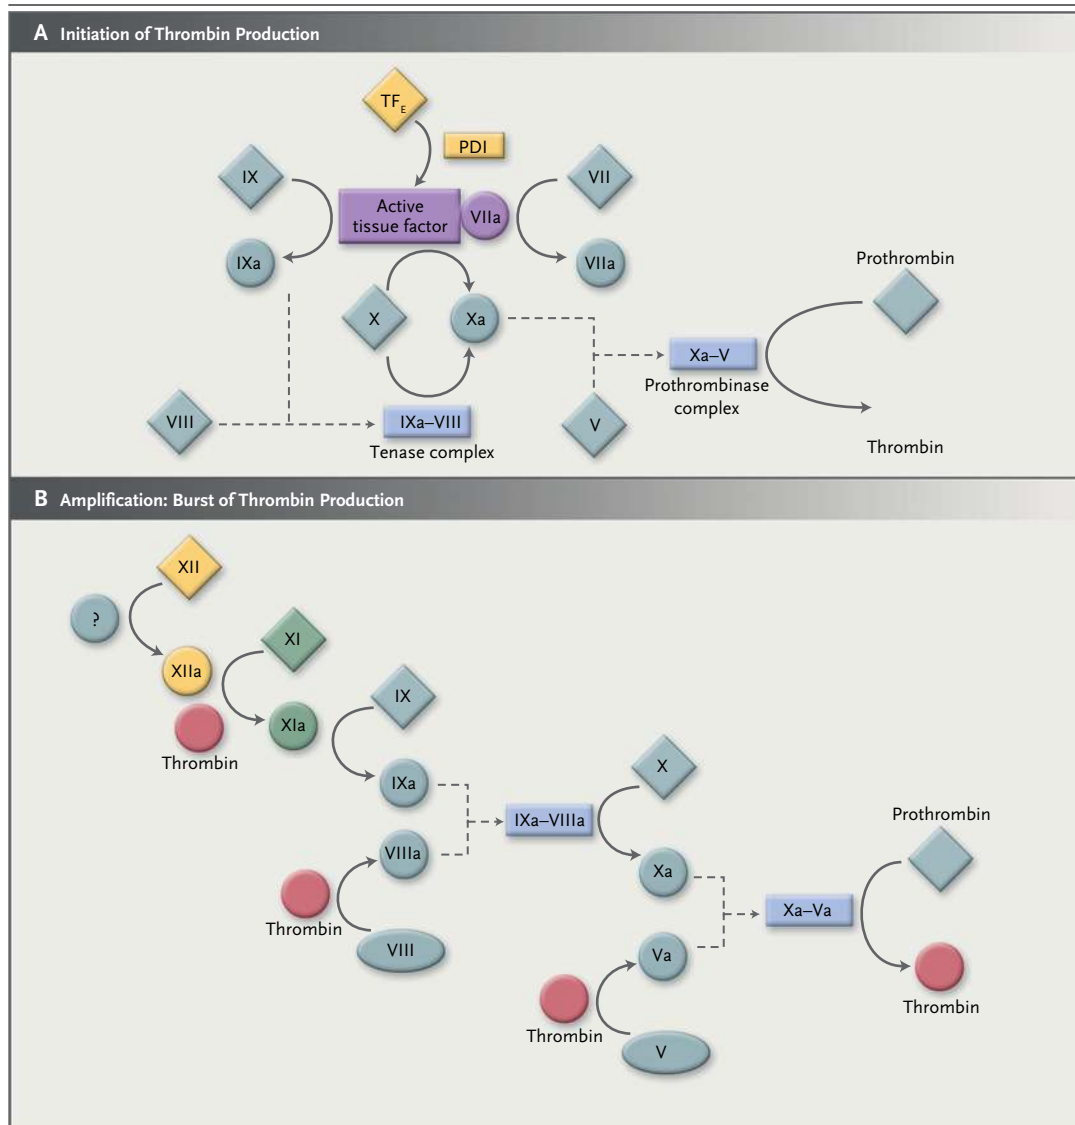 A Initiation of Thrombin Production
TFE
PDI
IX
VII
Active
tissue factor
VIIa
IXa
VIIa
Prothrombin
X
Xa
Xa–V
Prothrombinase
complex
VIII
IXa–VIII
Tenase complex
V
Thrombin
B Amplification: Burst of Thrombin Production
XII
?
XI
XIIa
IX
XIa
Thrombin
X
IXa
Prothrombin
IXa–VIIIa
VIIIa
Xa
Thrombin
Xa–Va
VIII
Va
Thrombin
Thrombin
V